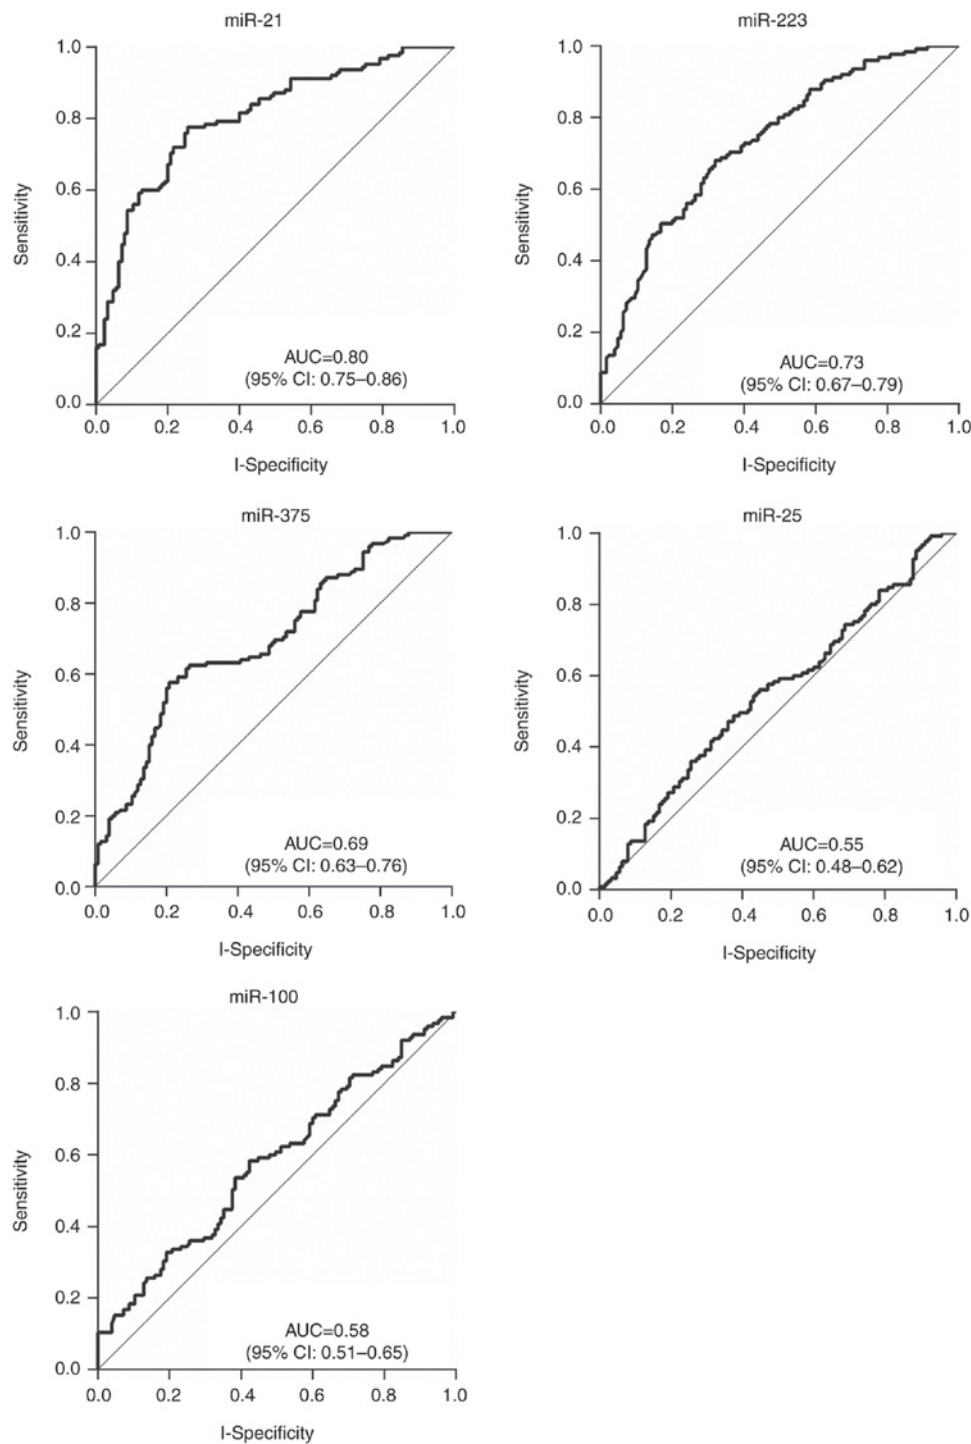 miR-21
1.0
0.8
0.6
0.4
0.2
0.0
Sensitivity
AUC=0.80
(95% CI: 0.75–0.86)
0.0 0.2 0.4 0.6 0.8 1.0
I-Specificity
miR-223
1.0
0.8
0.6
0.4
0.2
0.0
Sensitivity
AUC=0.73
(95% CI: 0.67–0.79)
0.0 0.2 0.4 0.6 0.8 1.0
I-Specificity
miR-375
1.0
0.8
0.6
0.4
0.2
0.0
Sensitivity
AUC=0.69
(95% CI: 0.63–0.76)
0.0 0.2 0.4 0.6 0.8 1.0
I-Specificity
miR-25
1.0
0.8
0.6
0.4
0.2
0.0
Sensitivity
AUC=0.55
(95% CI: 0.48–0.62)
0.0 0.2 0.4 0.6 0.8 1.0
I-Specificity
miR-100
1.0
0.8
0.6
0.4
0.2
0.0
Sensitivity
AUC=0.58
(95% CI: 0.51–0.65)
0.0 0.2 0.4 0.6 0.8 1.0
I-Specificity